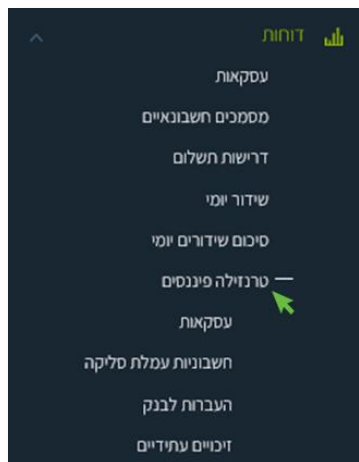 דוחות
עסקאות
מסמכים חשבונאיים
דרישות תשלום
שידור יומי
סיכום שידורים יומי
טרנזילה פיננסים
עסקאות
חשבוניות עמלת סליקה
העברות לבנק
זיכויים עתידיים